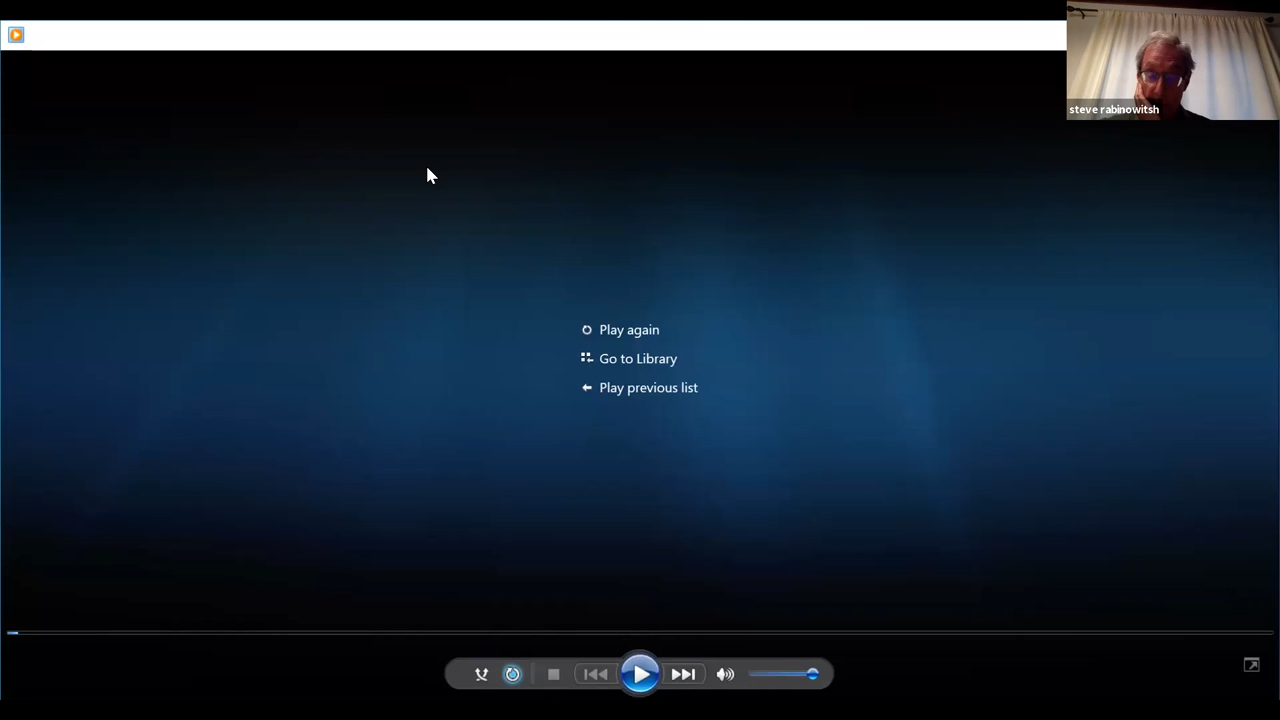 steve rabinowitsh
Play again
Go to Library
Play previous list